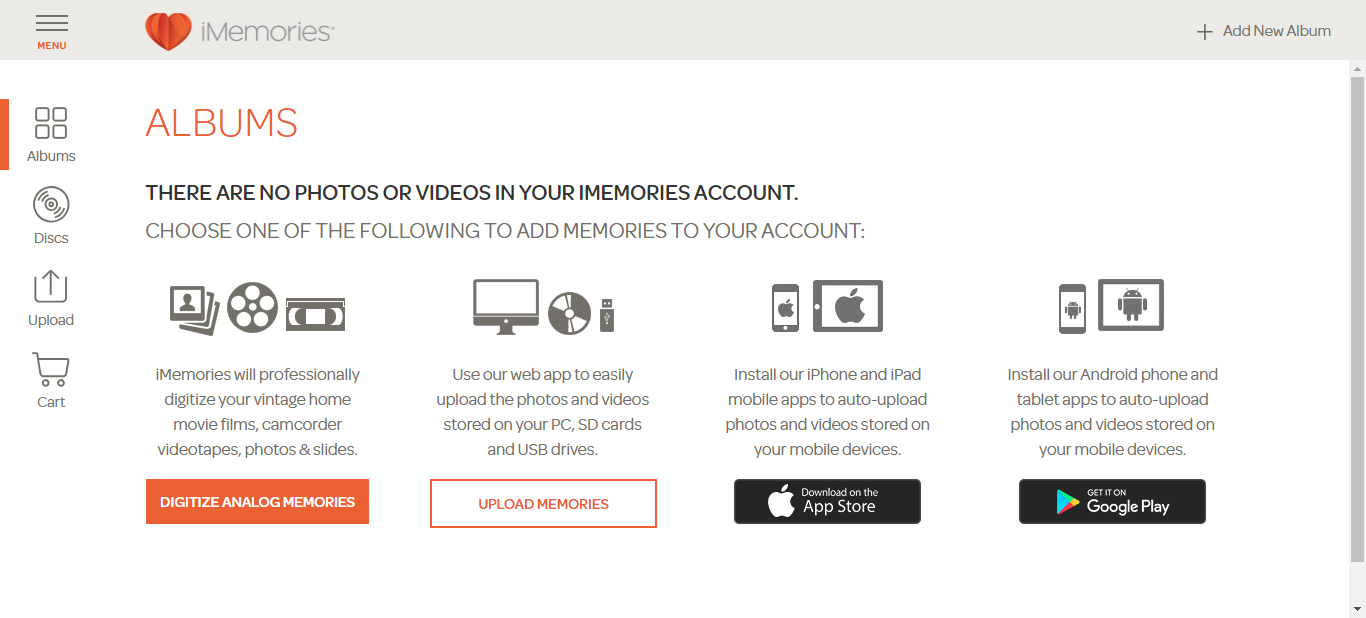 MENU
iMemories®
Add New Album
Albums
Discs
Upload
Cart
ALBUMS
THERE ARE NO PHOTOS OR VIDEOS IN YOUR IMEMORIES ACCOUNT.
CHOOSE ONE OF THE FOLLOWING TO ADD MEMORIES TO YOUR ACCOUNT:
iMemories will professionally
digitize your vintage home
movie films, camcorder
videotapes, photos & slides.
DIGITIZE ANALOG MEMORIES
Use our web app to easily
upload the photos and videos
stored on your PC, SD cards
and USB drives.
UPLOAD MEMORIES
Install our iPhone and iPad
mobile apps to auto-upload
photos and videos stored on
your mobile devices.
Download on the
App Store
Install our Android phone and
tablet apps to auto-upload
photos and videos stored on
your mobile devices.
GET IT ON
Google Play